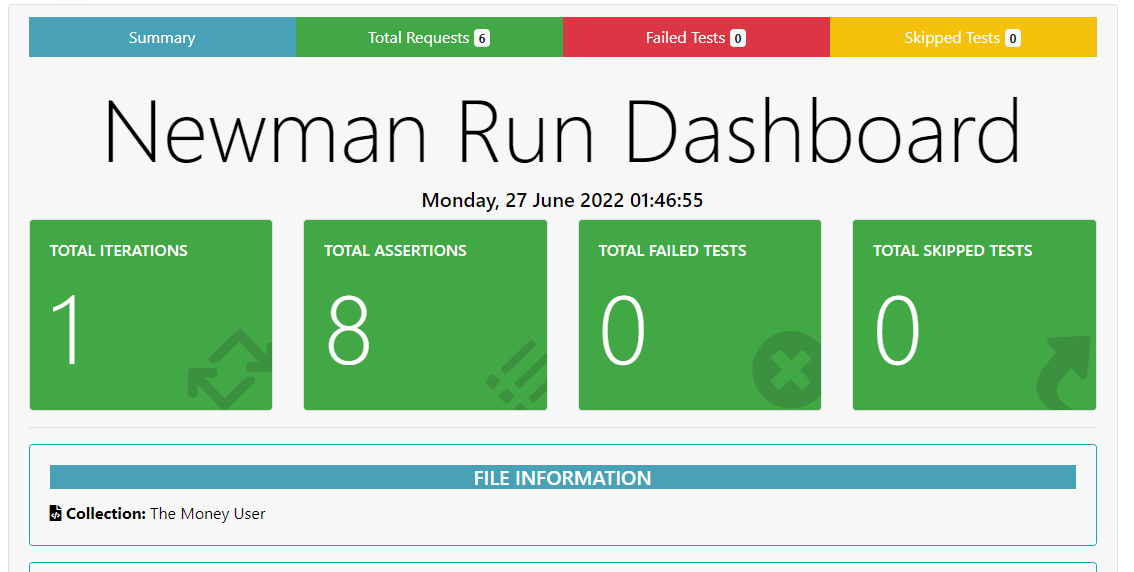 Summary Total Requests 6 Failed Tests 0 Skipped Tests 0
Newman Run Dashboard
Monday, 27 June 2022 01:46:55
TOTAL ITERATIONS TOTAL ASSERTIONS TOTAL FAILED TESTS TOTAL SKIPPED TESTS
1 8 0 0
FILE INFORMATION
Collection: The Money User